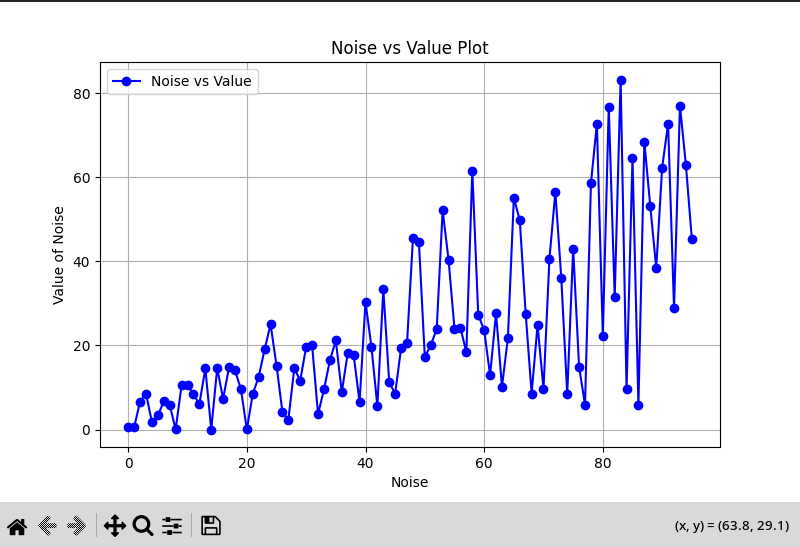 Noise vs Value Plot
Noise vs Value
80
60
40
20
0
Value of Noise
0 20 40 60 80
Noise
(x, y) = (63.8, 29.1)